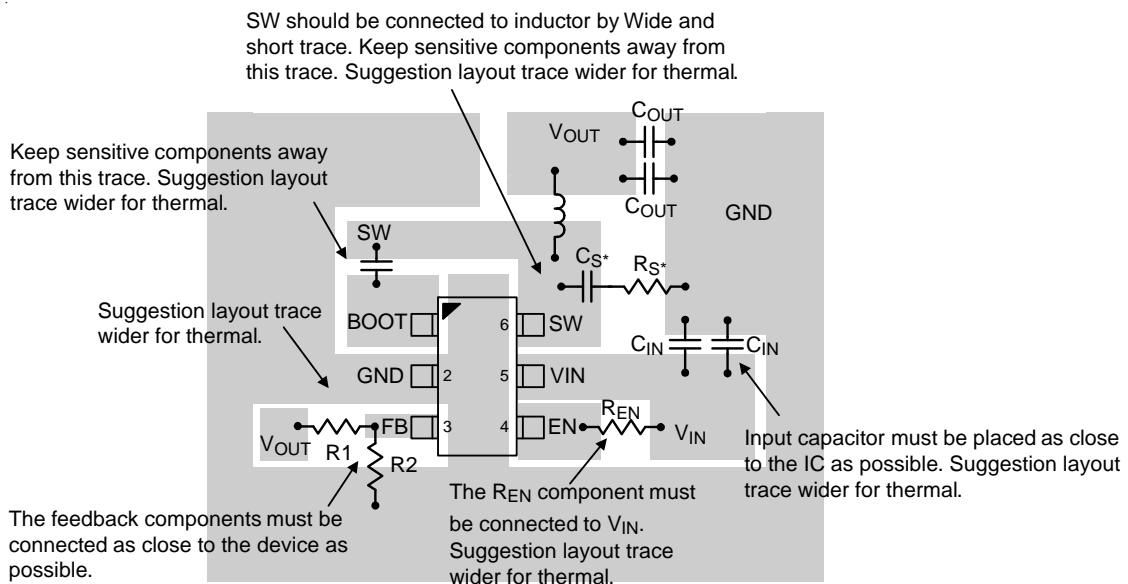 SW should be connected to inductor by Wide and
short trace. Keep sensitive components away from
this trace. Suggestion layout trace wider for thermal.
Keep sensitive components away
from this trace. Suggestion layout
trace wider for thermal.
COUT
VOUT
COUT
GND
SW
CS*
RS*
Suggestion layout trace
wider for thermal.
BOOT
6
SW
CIN
CIN
GND
2
5
VIN
FB
3
4
EN
REN
VIN
VOUT
R1
R2
Input capacitor must be placed as close
to the IC as possible. Suggestion layout
trace wider for thermal.
The feedback components must be
connected as close to the device as
possible.
The REN component must
be connected to VIN.
Suggestion layout trace
wider for thermal.